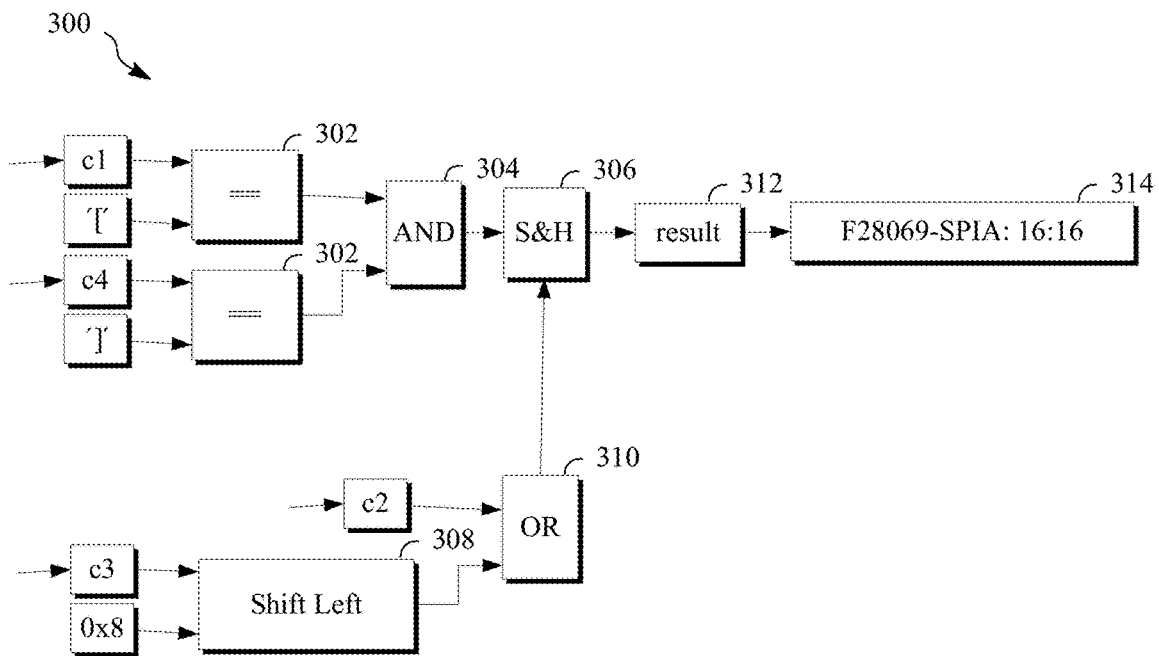 300
302
c1
'['
==
302
c4
']'
==
304
AND
306
S&H
312
result
314
F28069-SPIA: 16:16
310
c2
OR
308
c3
0x8
Shift Left